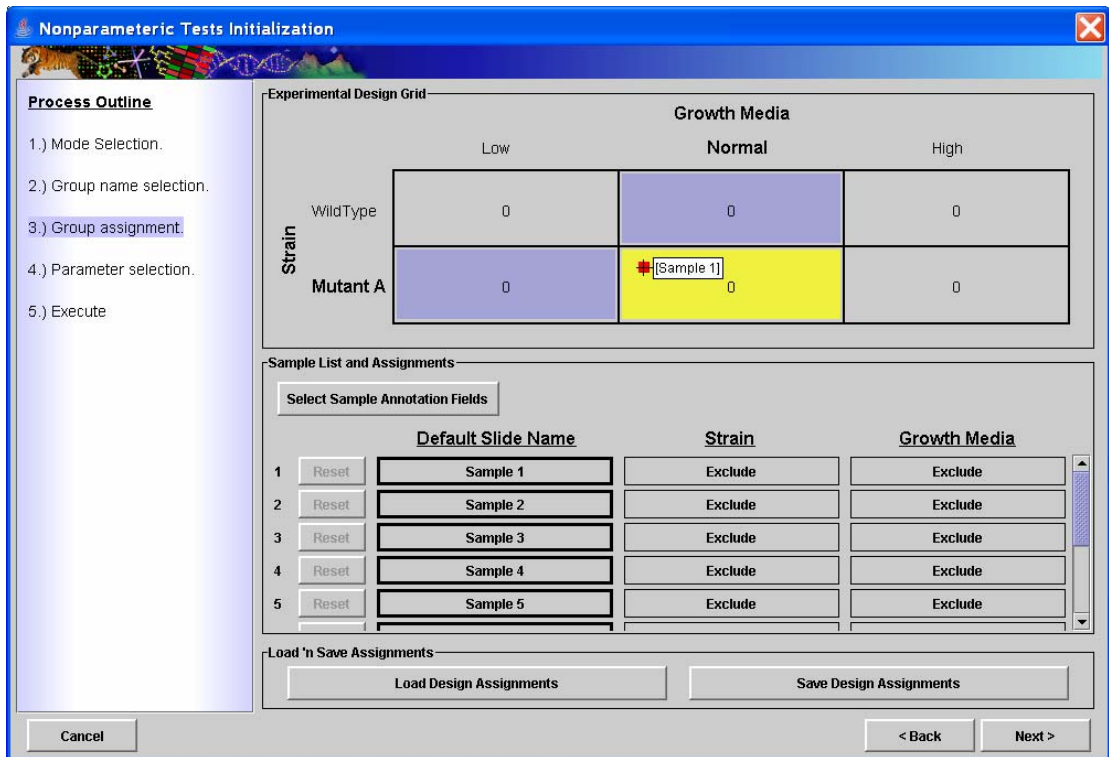 Nonparameteric Tests Initialization
Process Outline
1.) Mode Selection.
2.) Group name selection.
3.) Group assignment.
4.) Parameter selection.
5.) Execute
Experimental Design Grid
Growth Media
Low Normal High
Strain
WildType 0 0 0
Mutant A 0 0 0
[Sample 1]
Sample List and Assignments
Select Sample Annotation Fields
Default Slide Name Strain Growth Media
1 Reset Sample 1 Exclude Exclude
2 Reset Sample 2 Exclude Exclude
3 Reset Sample 3 Exclude Exclude
4 Reset Sample 4 Exclude Exclude
5 Reset Sample 5 Exclude Exclude
Load 'n Save Assignments
Load Design Assignments Save Design Assignments
Cancel < Back Next >